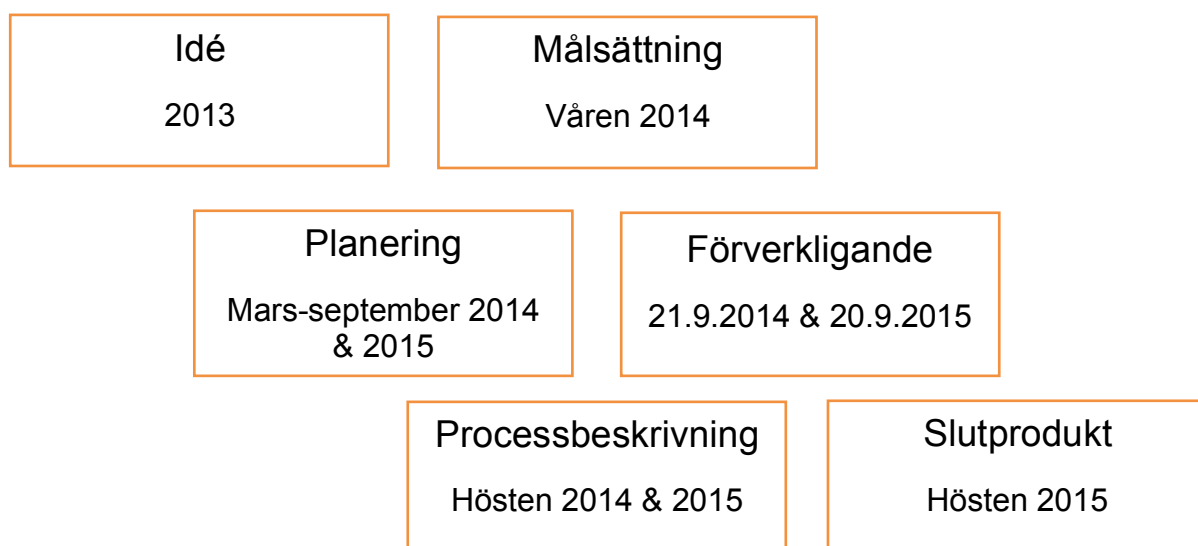 Idé
2013
Målsättning
Våren 2014
Planering
Mars-september 2014
& 2015
Förverkligande
21.9.2014 & 20.9.2015
Processbeskrivning
Hösten 2014 & 2015
Slutprodukt
Hösten 2015